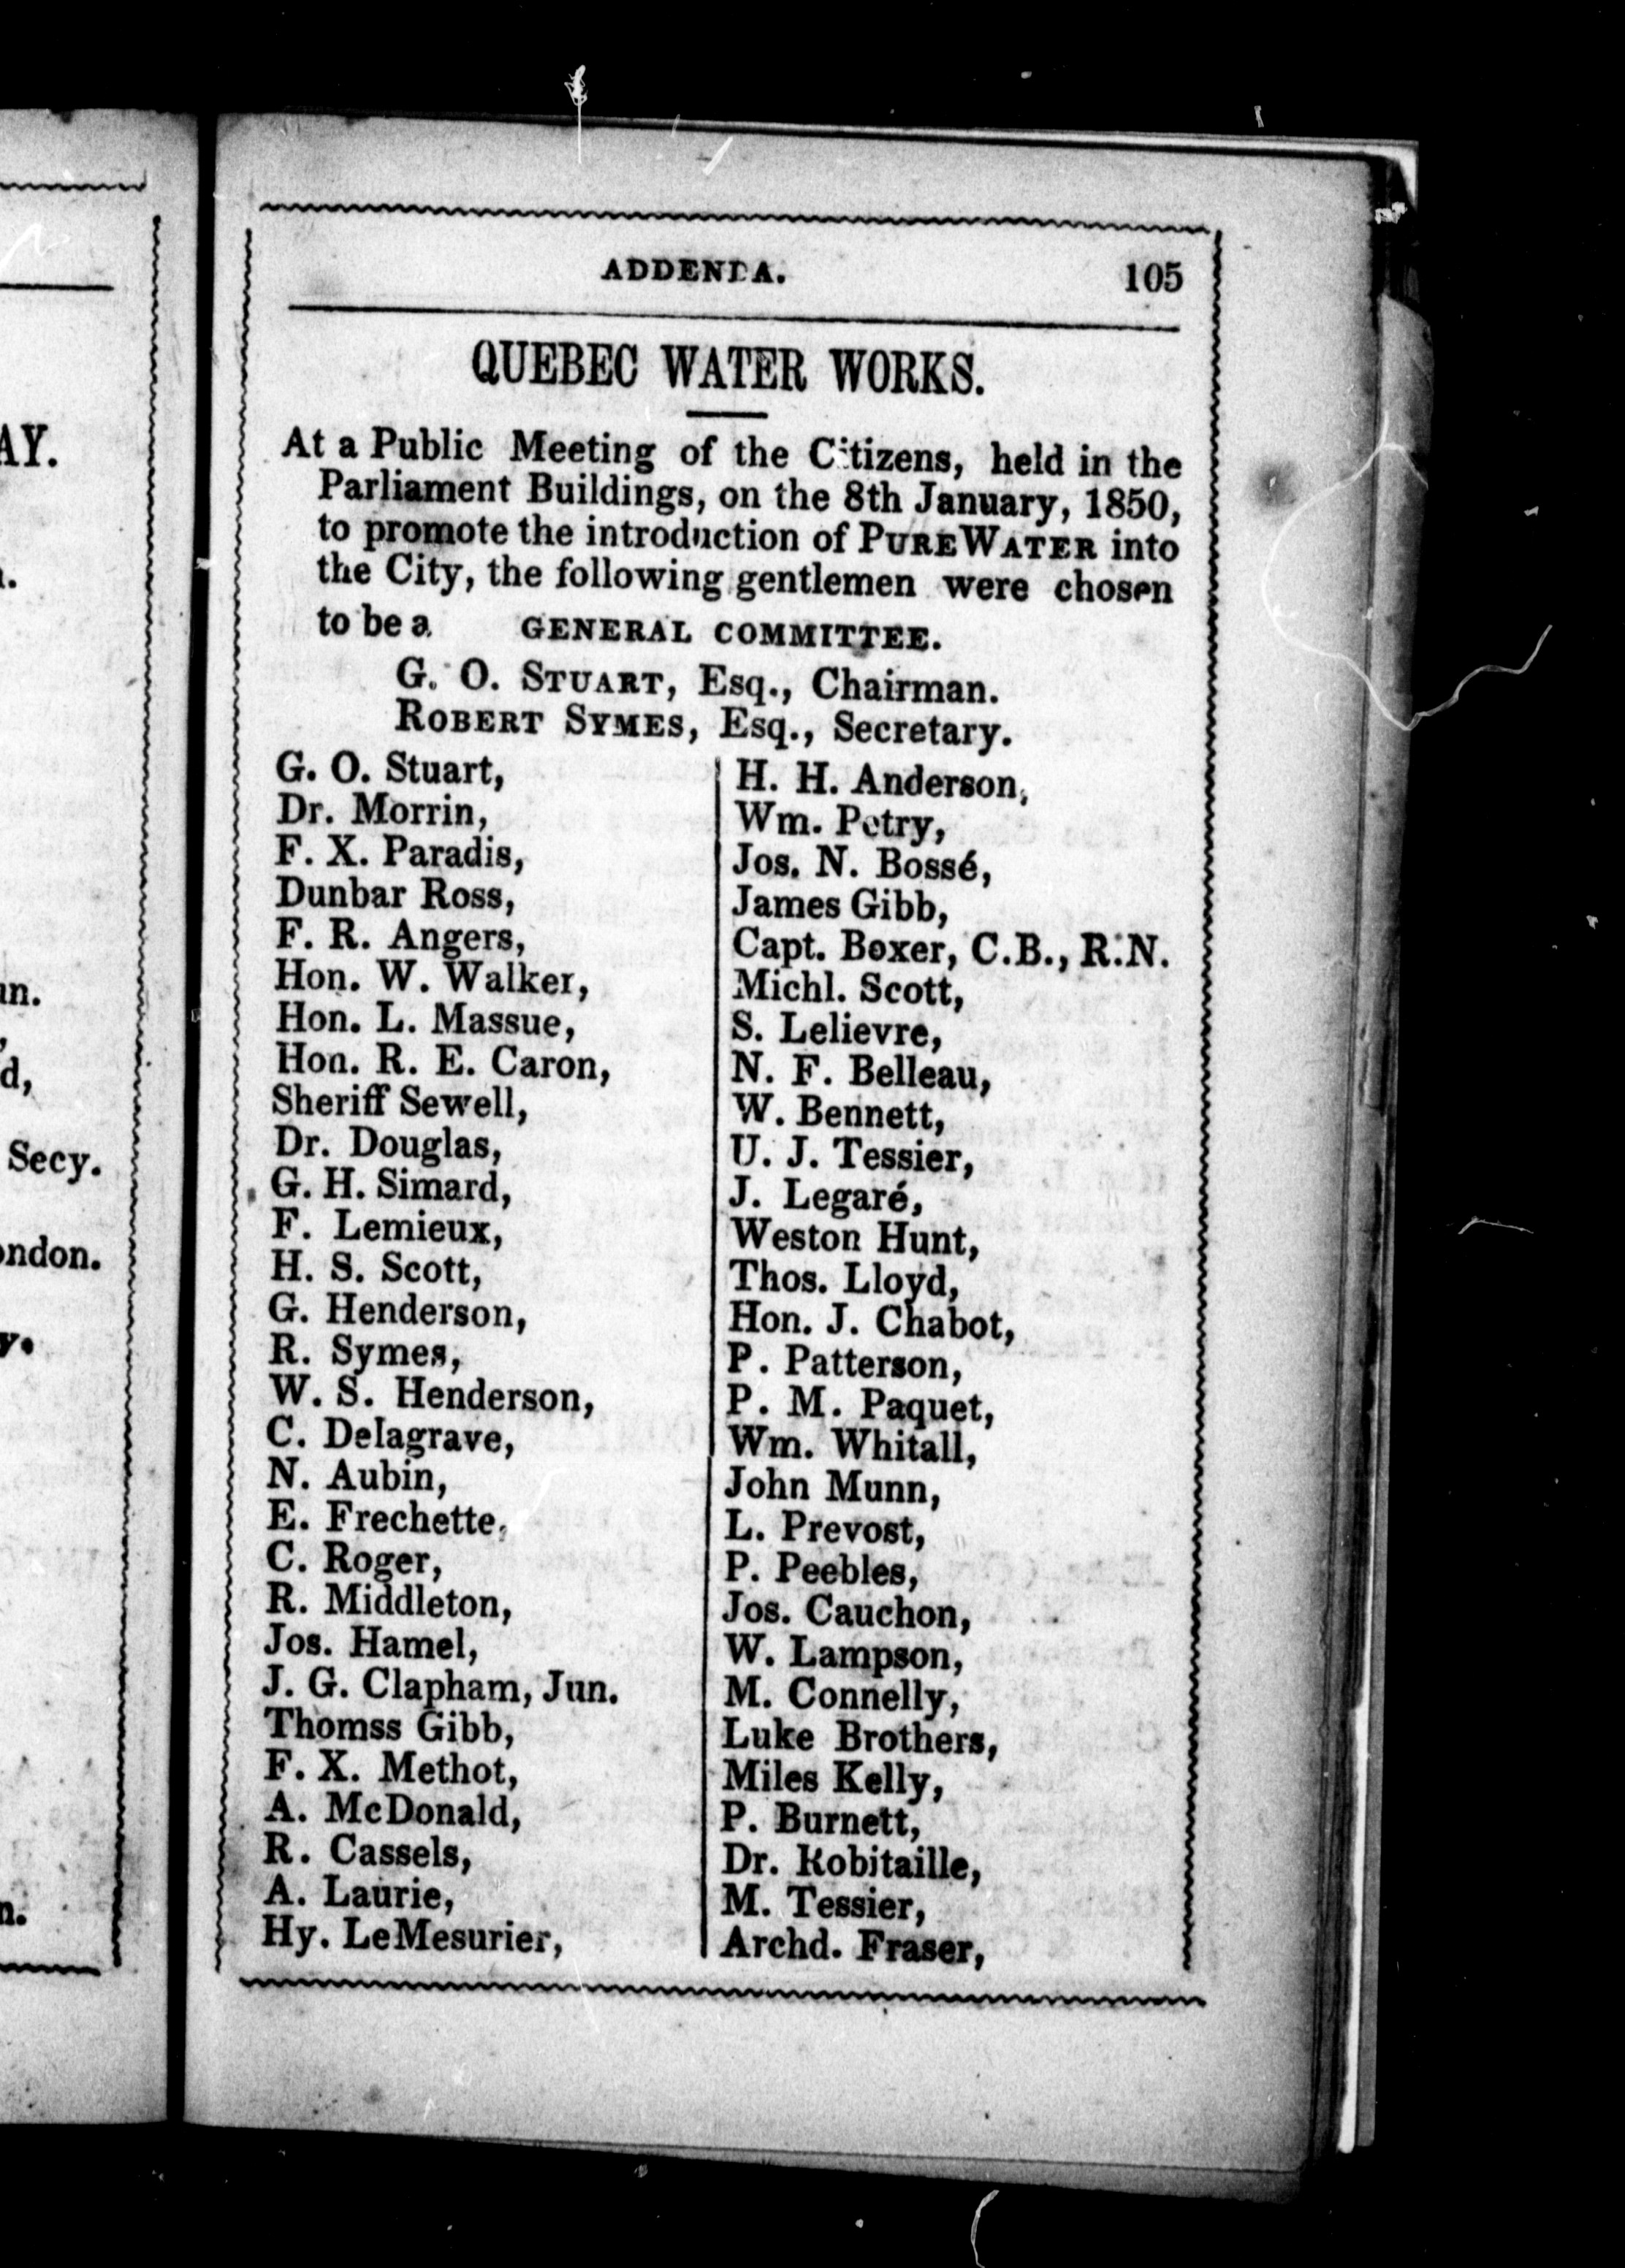 AY.
n.
d,
Secy.
ondon.
y.
n.
ADDENDA. 105
QUEBEC WATER WORKS.
At a Public Meeting of the Citizens, held in the
Parliament Buildings, on the 8th January, 1850,
to promote the introduction of PURE WATER into
the City, the following gentlemen were chosen
to be a GENERAL COMMITTEE.
G. O. STUART, Esq., Chairman.
ROBERT SYMES, Esq., Secretary.
G. O. Stuart,
Dr. Morrin,
F. X. Paradis,
Dunbar Ross,
F. R. Angers,
Hon. W. Walker,
Hon. L. Massue,
Hon. R. E. Caron,
Sheriff Sewell,
Dr. Douglas,
G. H. Simard,
F. Lemieux,
H. S. Scott,
G. Henderson,
R. Symes,
W. S. Henderson,
C. Delagrave,
N. Aubin,
E. Frechette,
C. Roger,
R. Middleton,
Jos. Hamel,
J. G. Clapham, Jun.
Thomss Gibb,
F. X. Methot,
A. McDonald,
R. Cassels,
A. Laurie,
Hy. LeMesurier,
H. H. Anderson,
Wm. Petry,
Jos. N. Bossé,
James Gibb,
Capt. Boxer, C.B., R.N.
Michl. Scott,
S. Lelievre,
N. F. Belleau,
W. Bennett,
U. J. Tessier,
J. Legaré,
Weston Hunt,
Thos. Lloyd,
Hon. J. Chabot,
P. Patterson,
P. M. Paquet,
Wm. Whitall,
John Munn,
L. Prevost,
P. Peebles,
Jos. Cauchon,
W. Lampson,
M. Connelly,
Luke Brothers,
Miles Kelly,
P. Burnett,
Dr. Robitaille,
M. Tessier,
Archd. Fraser,